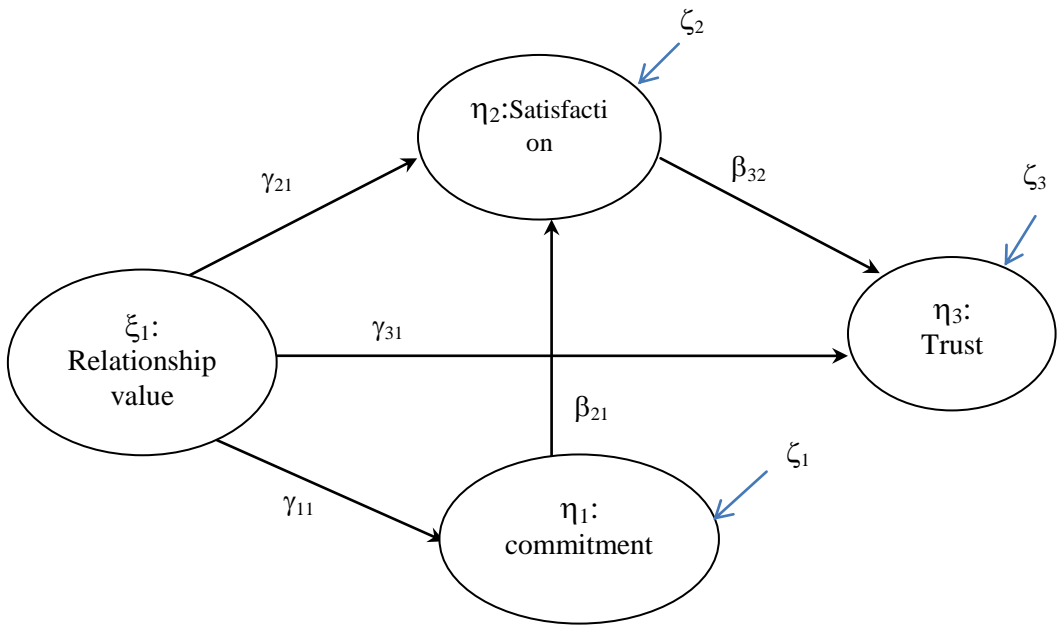 ζ2
η2:Satisfacti
on
γ21
β32
ζ3
ξ1:
Relationship
value
γ31
η3:
Trust
β21
ζ1
γ11
η1:
commitment